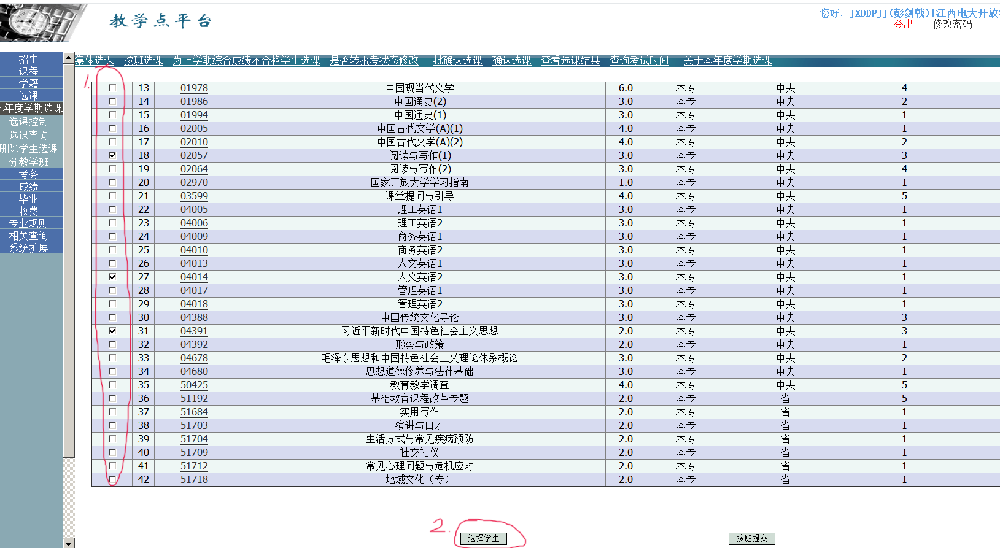 教学点平台
您好, JXDDPJJ(彭剑戟)[江西电大开放
登出 修改密码
集体选课 按班选课 为上学期综合成绩不合格学生选课 是否转报考状态修改 批确认选课 确认选课 查看选课结果 查询考试时间 关于本年度学期选课
招生
课程
学籍
选课
本年度学期选课
选课控制
选课查询
删除学生选课
分教学班
考务
成绩
毕业
收费
专业规则
相关查询
系统扩展
1.
13 01978 中国现当代文学 6.0 本专 中央 4
14 01986 中国通史(2) 3.0 本专 中央 2
15 01994 中国通史(1) 3.0 本专 中央 1
16 02005 中国古代文学(A)(1) 4.0 本专 中央 1
17 02010 中国古代文学(A)(2) 4.0 本专 中央 2
18 02057 阅读与写作(1) 3.0 本专 中央 3
19 02064 阅读与写作(2) 3.0 本专 中央 4
20 02970 国家开放大学学习指南 1.0 本专 中央 1
21 03599 课堂提问与引导 4.0 本专 中央 5
22 04005 理工英语1 3.0 本专 中央 1
23 04006 理工英语2 3.0 本专 中央 1
24 04009 商务英语1 3.0 本专 中央 1
25 04010 商务英语2 3.0 本专 中央 1
26 04013 人文英语1 3.0 本专 中央 1
27 04014 人文英语2 3.0 本专 中央 1
28 04017 管理英语1 3.0 本专 中央 1
29 04018 管理英语2 3.0 本专 中央 1
30 04388 中国传统文化导论 3.0 本专 中央 3
31 04391 习近平新时代中国特色社会主义思想 2.0 本专 中央 3
32 04392 形势与政策 2.0 本专 中央 1
33 04678 毛泽东思想和中国特色社会主义理论体系概论 3.0 本专 中央 2
34 04680 思想道德修养与法律基础 3.0 本专 中央 1
35 50425 教育教学调查 4.0 本专 中央 5
36 51192 基础教育课程改革专题 2.0 本专 省 5
37 51684 实用写作 2.0 本专 省 1
38 51703 演讲与口才 2.0 本专 省 1
39 51704 生活方式与常见疾病预防 2.0 本专 省 1
40 51709 社交礼仪 2.0 本专 省 1
41 51712 常见心理问题与危机应对 2.0 本专 省 1
42 51718 地域文化（专） 2.0 本专 省 1
2.
选择学生 按班提交